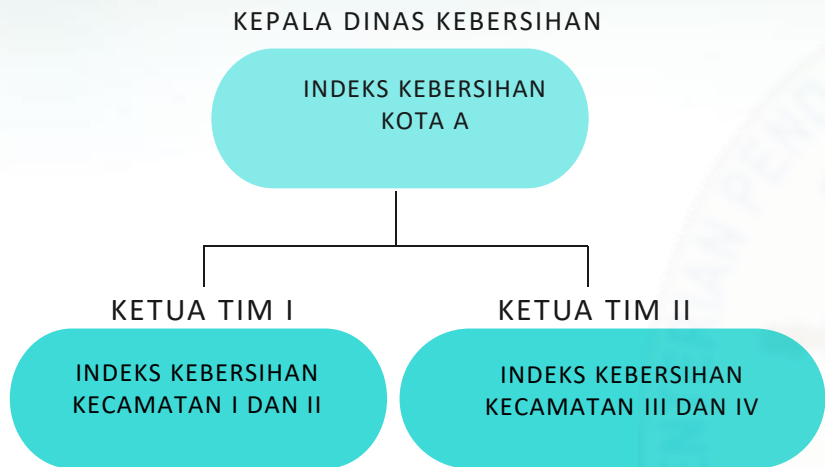 KEPALA DINAS KEBERSIHAN
INDEKS KEBERSIHAN
KOTA A
KETUA TIM I
KETUA TIM II
INDEKS KEBERSIHAN
KECAMATAN I DAN II
INDEKS KEBERSIHAN
KECAMATAN III DAN IV